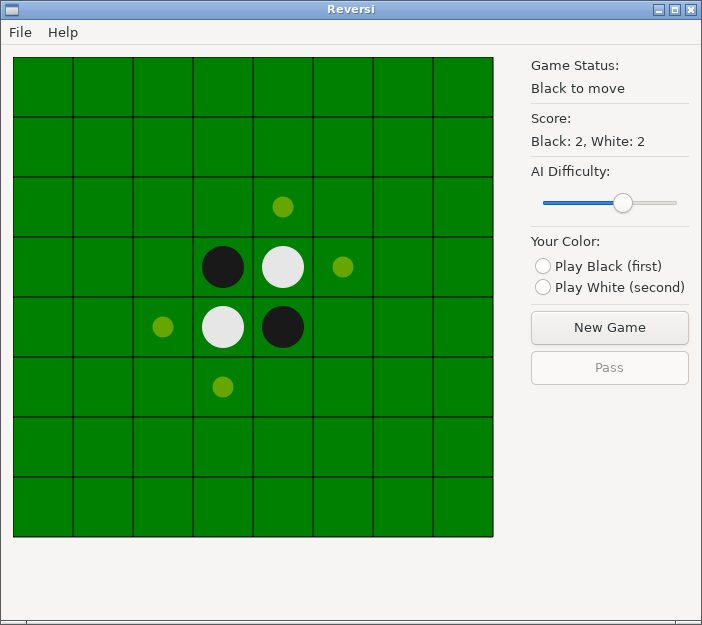 Reversi
File Help
Game Status:
Black to move
Score:
Black: 2, White: 2
AI Difficulty:
Your Color:
Play Black (first)
Play White (second)
New Game
Pass